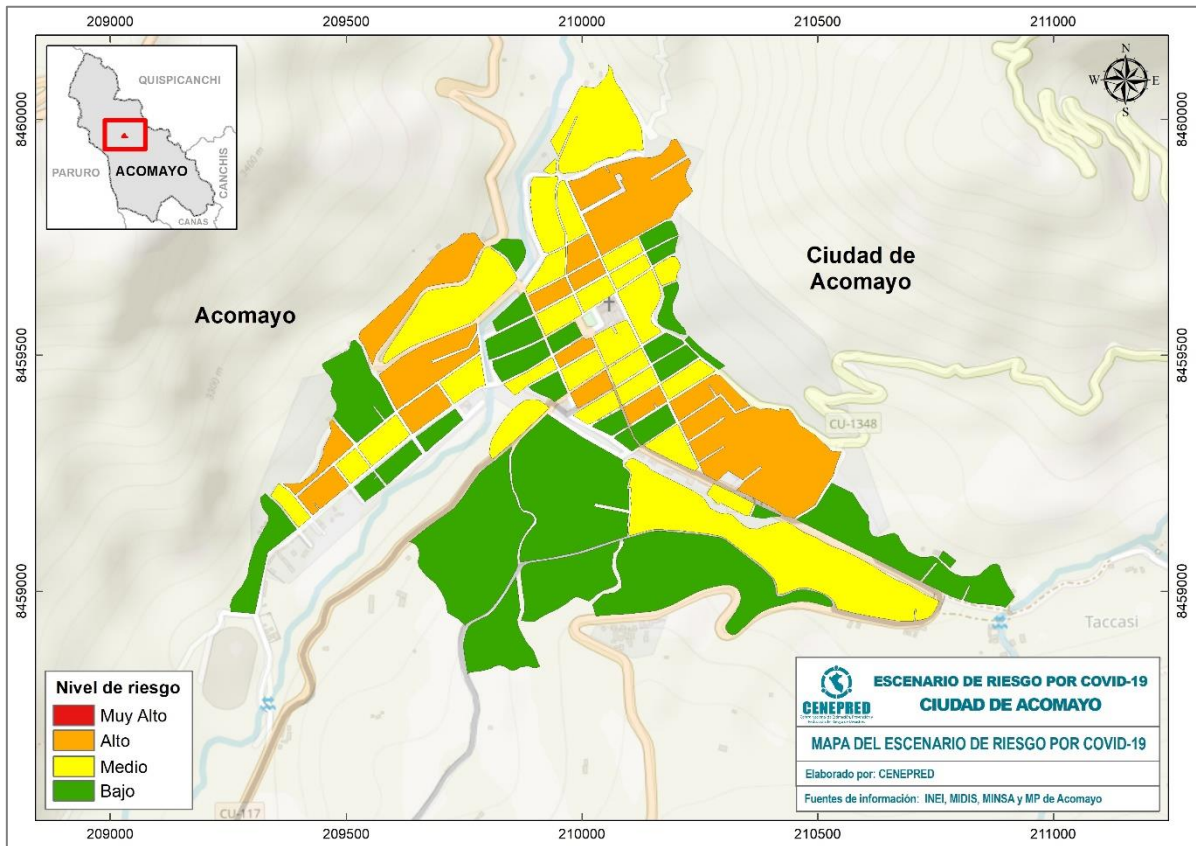 209000 209500 210000 210500 211000
8460000
8459500
8459000
8460000
8459500
8459000
QUISPICANCHI
PARURO
ACOMAYO
CANCHIS
CANAS
N
W E
S
3400 m
Ciudad de
Acomayo
Acomayo
CU-1348
Taccasi
CU-117
Nivel de riesgo
Muy Alto
Alto
Medio
Bajo
CENEPRED
ESCENARIO DE RIESGO POR COVID-19
CIUDAD DE ACOMAYO
MAPA DEL ESCENARIO DE RIESGO POR COVID-19
Elaborado por: CENEPRED
Fuentes de información: INEI, MIDIS, MINSA y MP de Acomayo
209000 209500 210000 210500 211000